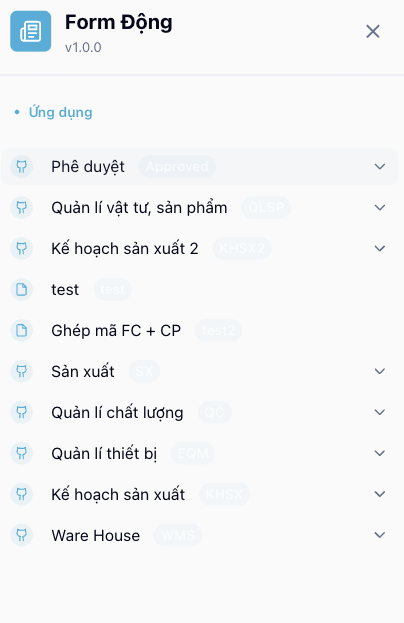 Form Động
v1.0.0
• Ứng dụng
Phê duyệt Approved
Quản lí vật tư, sản phẩm QLSP
Kế hoạch sản xuất 2 KHSX2
test test
Ghép mã FC + CP test2
Sản xuất SX
Quản lí chất lượng QC
Quản lí thiết bị EQM
Kế hoạch sản xuất KHSX
Ware House WMS